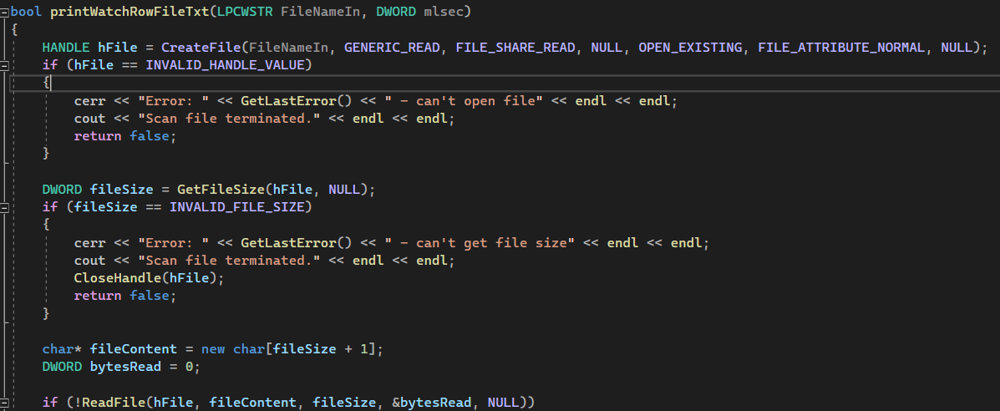 bool printWatchRowFileTxt(LPCWSTR FileNameIn, DWORD mlsec)
{
HANDLE hFile = CreateFile(FileNameIn, GENERIC_READ, FILE_SHARE_READ, NULL, OPEN_EXISTING, FILE_ATTRIBUTE_NORMAL, NULL);
if (hFile == INVALID_HANDLE_VALUE)
{
cerr << "Error: " << GetLastError() << " - can't open file" << endl << endl;
cout << "Scan file terminated." << endl << endl;
return false;
}
DWORD fileSize = GetFileSize(hFile, NULL);
if (fileSize == INVALID_FILE_SIZE)
{
cerr << "Error: " << GetLastError() << " - can't get file size" << endl << endl;
cout << "Scan file terminated." << endl << endl;
CloseHandle(hFile);
return false;
}
char* fileContent = new char[fileSize + 1];
DWORD bytesRead = 0;
if (!ReadFile(hFile, fileContent, fileSize, &bytesRead, NULL))